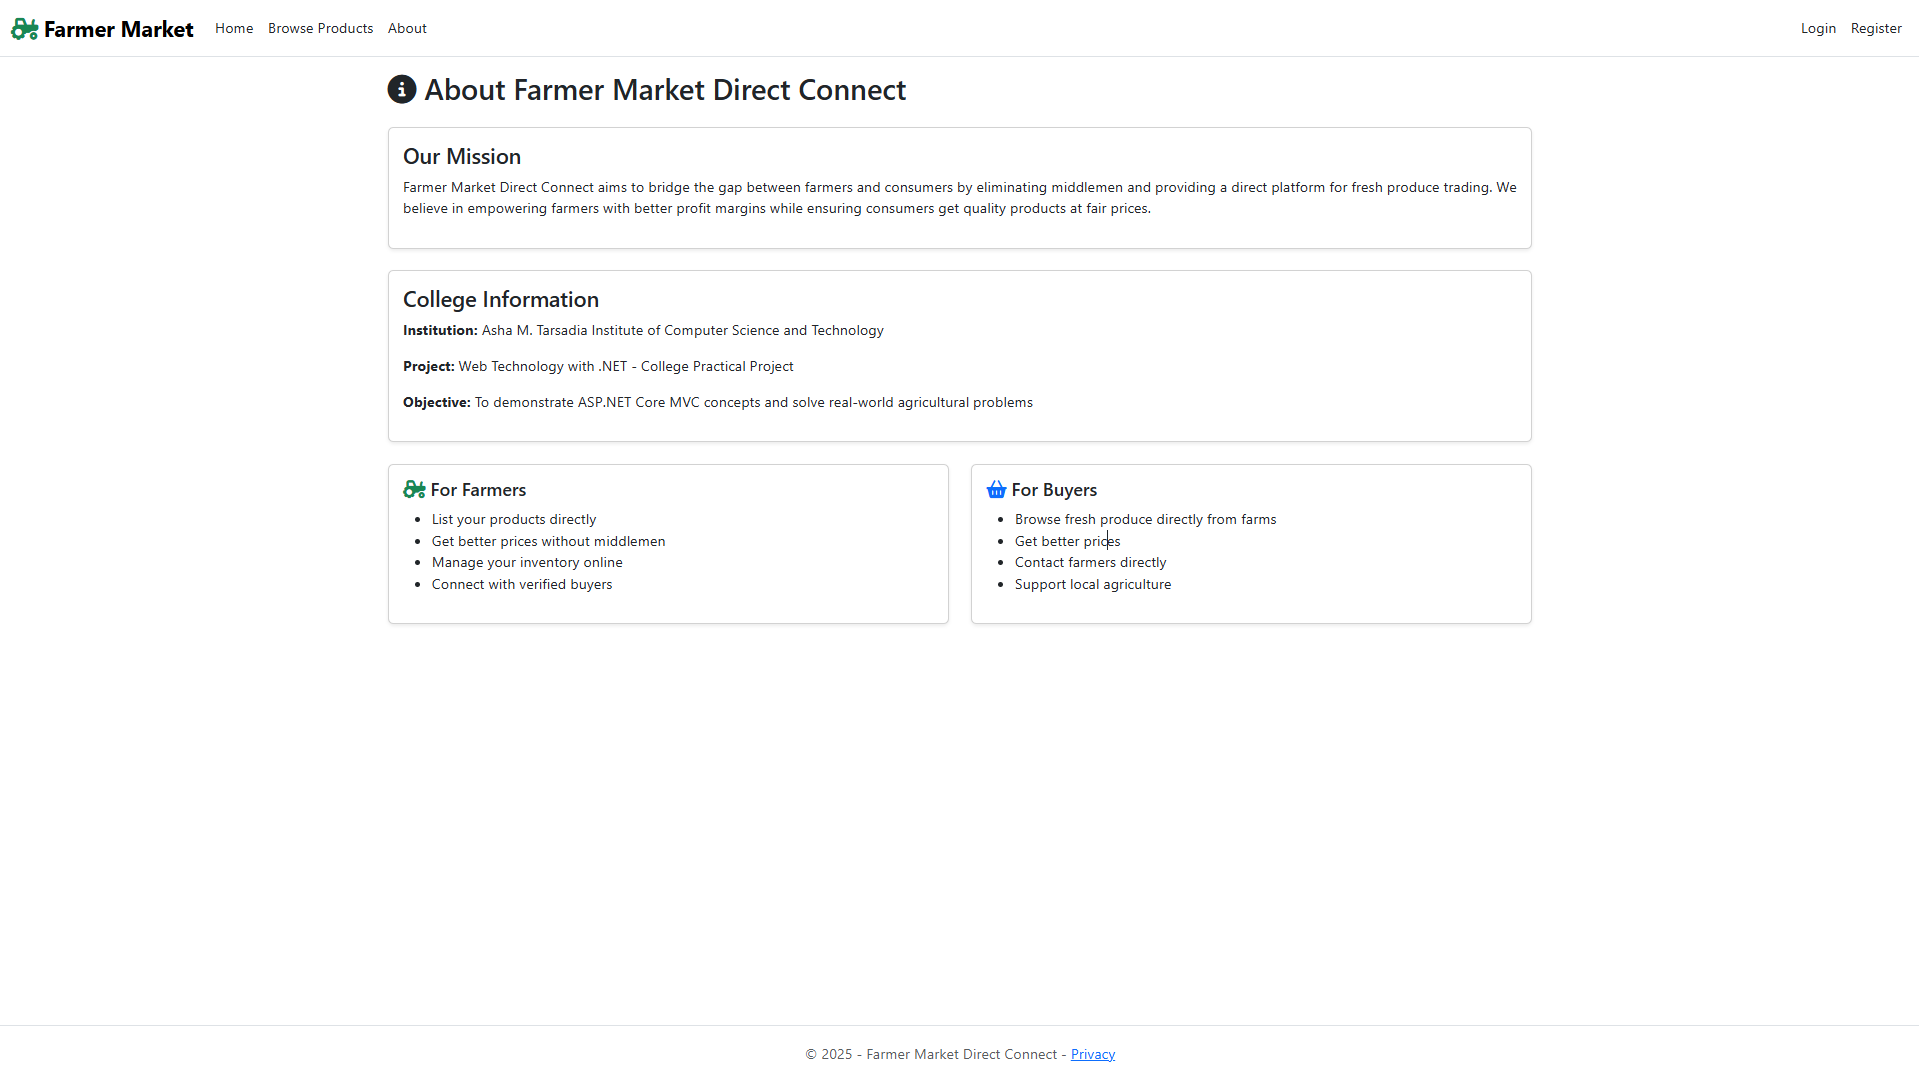 Farmer Market Home Browse Products About Login Register
About Farmer Market Direct Connect
Our Mission
Farmer Market Direct Connect aims to bridge the gap between farmers and consumers by eliminating middlemen and providing a direct platform for fresh produce trading. We
believe in empowering farmers with better profit margins while ensuring consumers get quality products at fair prices.
College Information
Institution: Asha M. Tarsadia Institute of Computer Science and Technology
Project: Web Technology with .NET - College Practical Project
Objective: To demonstrate ASP.NET Core MVC concepts and solve real-world agricultural problems
For Farmers
• List your products directly
• Get better prices without middlemen
• Manage your inventory online
• Connect with verified buyers
For Buyers
• Browse fresh produce directly from farms
• Get better prices
• Contact farmers directly
• Support local agriculture
© 2025 - Farmer Market Direct Connect - Privacy